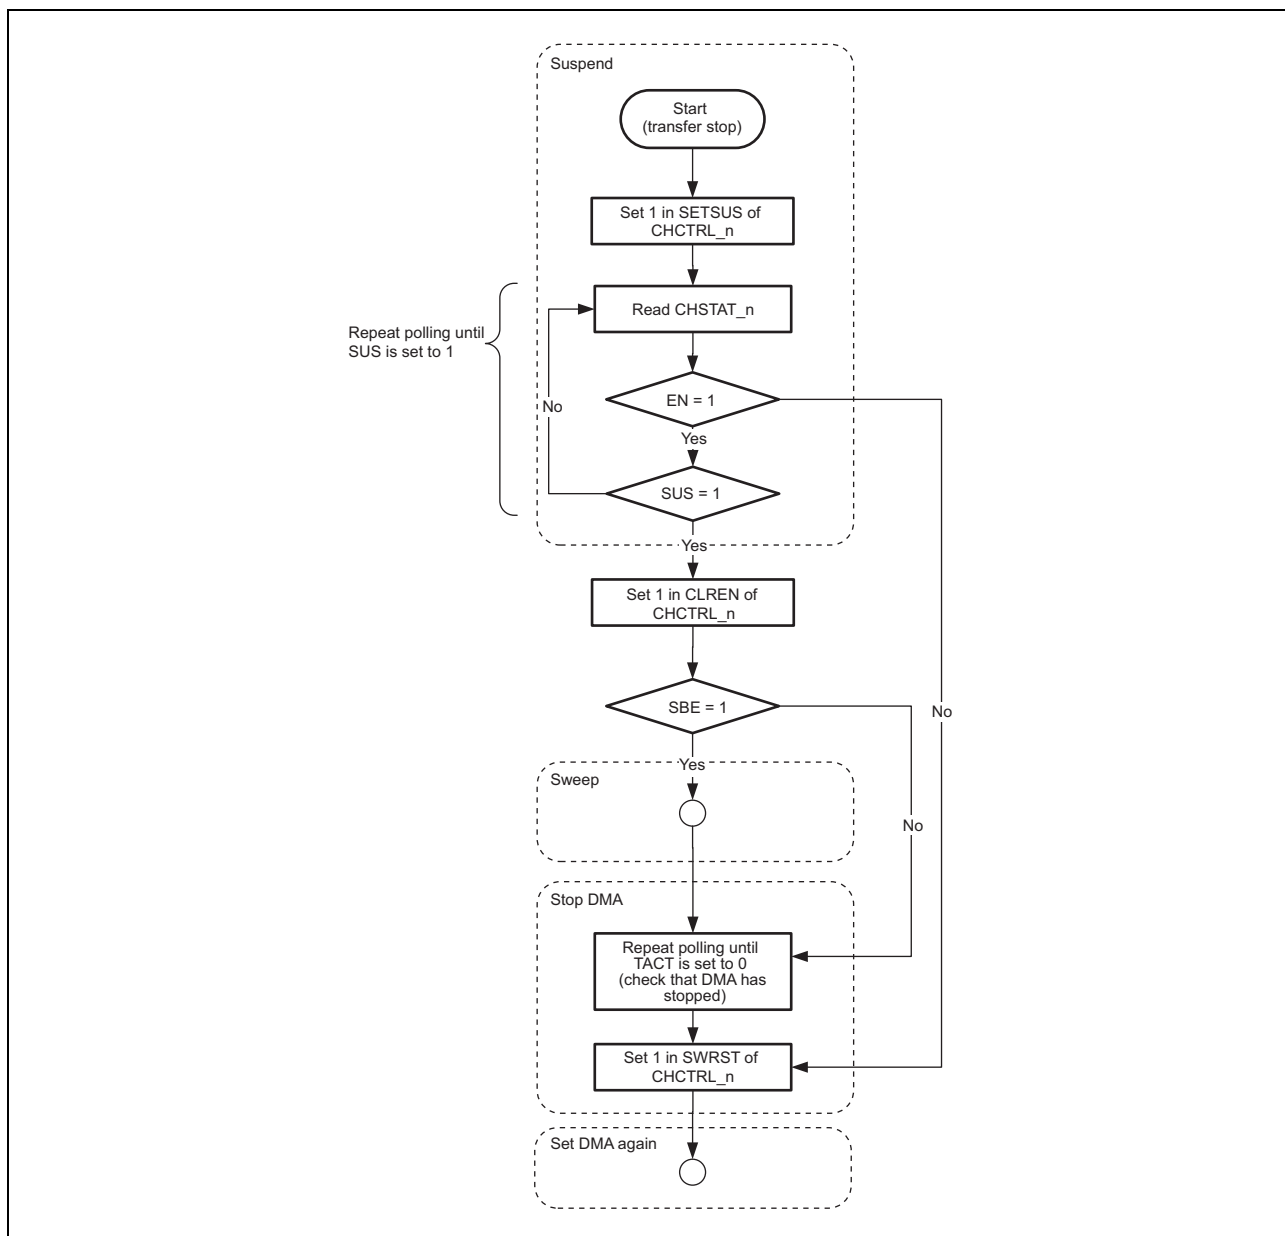 Suspend
Start
(transfer stop)
Set 1 in SETSUS of
CHCTRL_n
Read CHSTAT_n
Repeat polling until
SUS is set to 1
EN = 1
No
Yes
SUS = 1
Yes
Set 1 in CLREN of
CHCTRL_n
SBE = 1
No
Yes
Sweep
No
Stop DMA
Repeat polling until
TACT is set to 0
(check that DMA has
stopped)
Set 1 in SWRST of
CHCTRL_n
Set DMA again